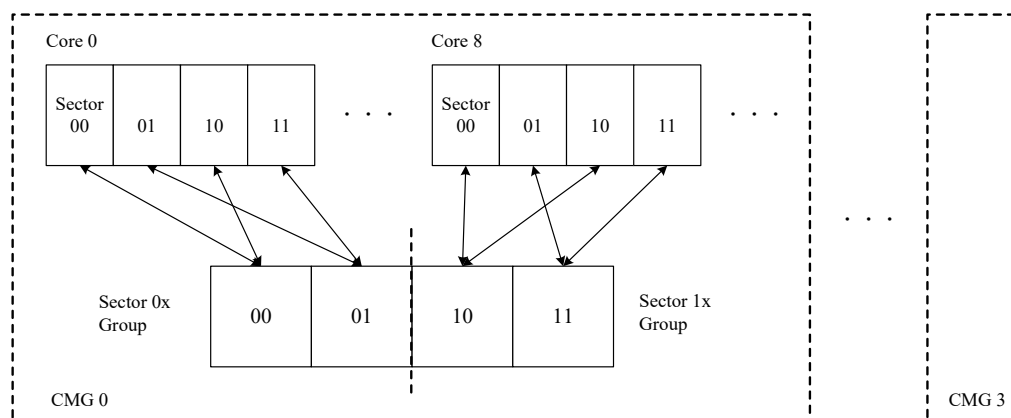 Core 0
Core 8
Sector
00
01
10
11
. . .
Sector
00
01
10
11
. . .
. . .
Sector 0x
Group
00
01
10
11
Sector 1x
Group
CMG 0
CMG 3